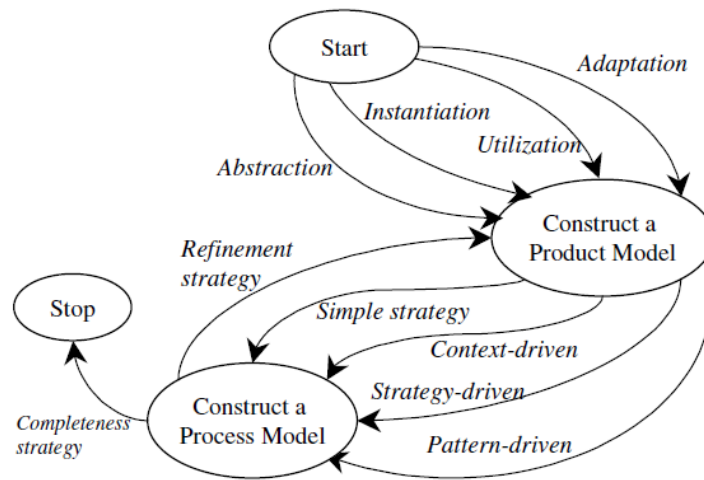 Start
Adaptation
Instantiation
Utilization
Abstraction
Construct a
Product Model
Refinement
strategy
Stop
Simple strategy
Context-driven
Strategy-driven
Construct a
Process Model
Completeness
strategy
Pattern-driven